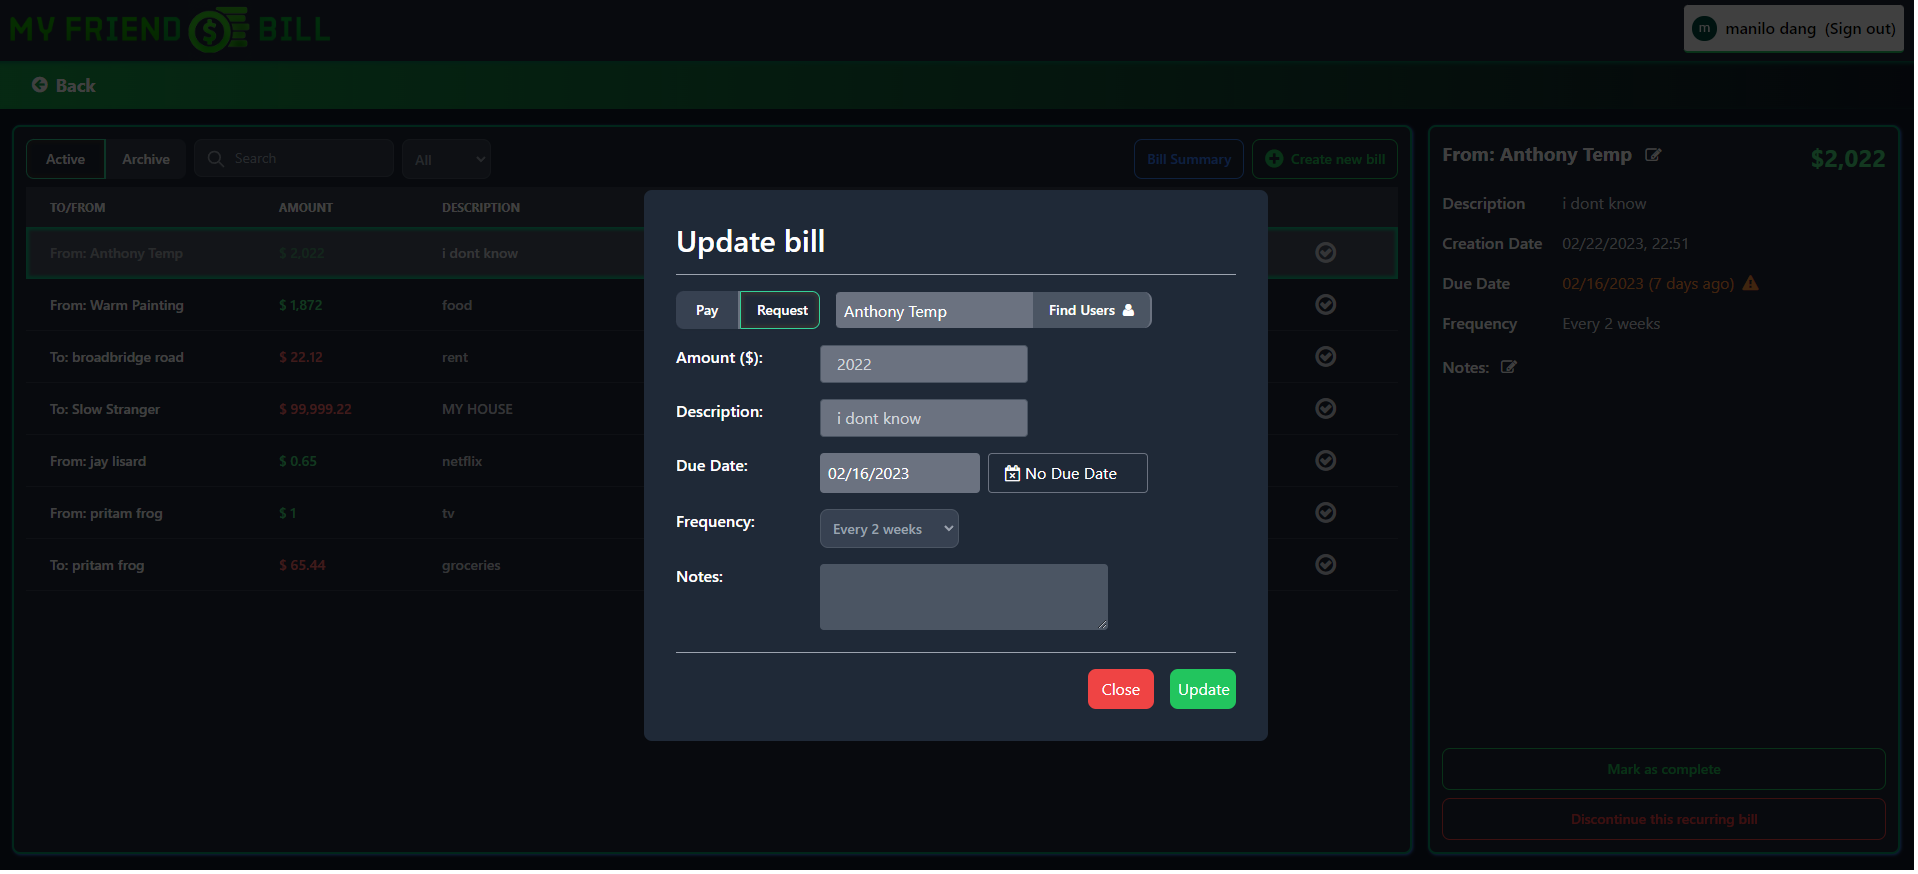 MY FRIEND $ BILL
m manilo dang (Sign out)
Back
Active Archive Search All Bill Summary Create new bill
TO/FROM AMOUNT DESCRIPTION
From: Anthony Temp $ 2,022 i dont know
From: Warm Painting $ 1,872 food
To: broadbridge road $ 22.12 rent
To: Slow Stranger $ 99,999.22 MY HOUSE
From: jay lisard $ 0.65 netflix
From: pritam frog $ 1 tv
To: pritam frog $ 65.44 groceries
Update bill
Pay Request Anthony Temp Find Users
Amount ($): 2022
Description: i dont know
Due Date: 02/16/2023 No Due Date
Frequency: Every 2 weeks
Notes:
Close Update
From: Anthony Temp $2,022
Description i dont know
Creation Date 02/22/2023, 22:51
Due Date 02/16/2023 (7 days ago)
Frequency Every 2 weeks
Notes:
Mark as complete
Discontinue this recurring bill